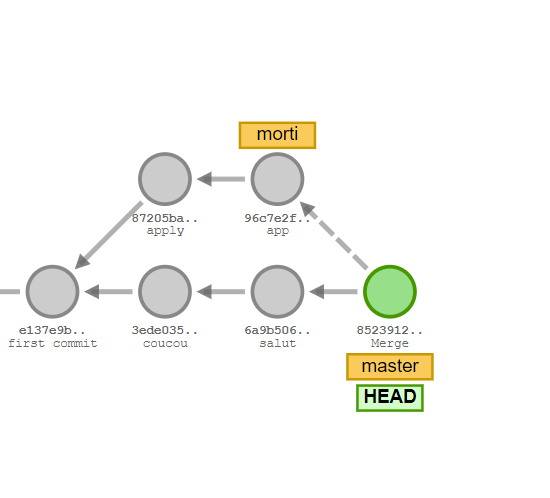 morti
87205ba..
apply
96c7e2f..
app
e137e9b..
first commit
3ede035..
coucou
6a9b506..
salut
8523912..
Merge
master
HEAD